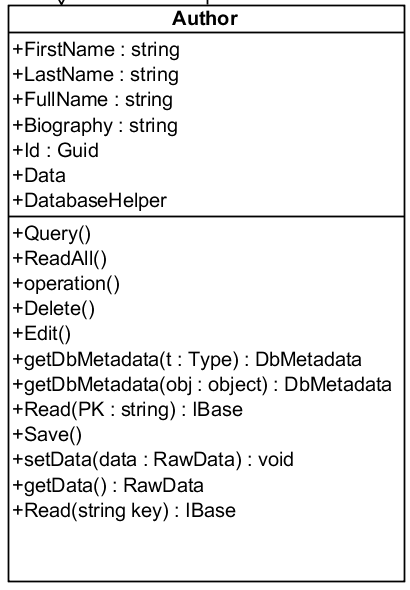 Author
+FirstName : string
+LastName : string
+FullName : string
+Biography : string
+Id : Guid
+Data
+DatabaseHelper
+Query()
+ReadAll()
+operation()
+Delete()
+Edit()
+getDbMetadata(t : Type) : DbMetadata
+getDbMetadata(obj : object) : DbMetadata
+Read(PK : string) : IBase
+Save()
+setData(data : RawData) : void
+getData() : RawData
+Read(string key) : IBase